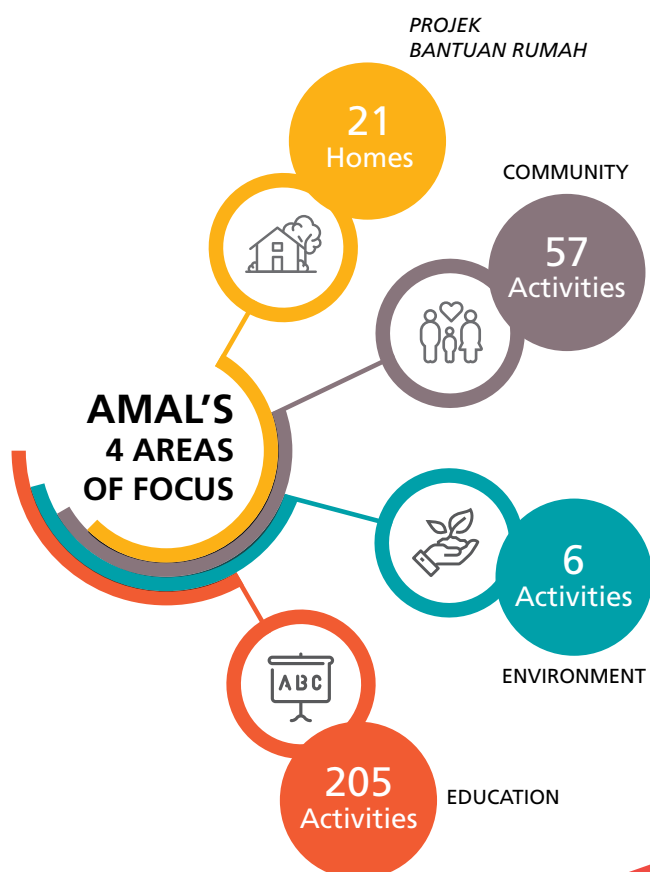 PROJEK
BANTUAN RUMAH
21
Homes
COMMUNITY
57
Activities
AMAL'S
4 AREAS
OF FOCUS
6
Activities
ENVIRONMENT
ABC
205
Activities
EDUCATION